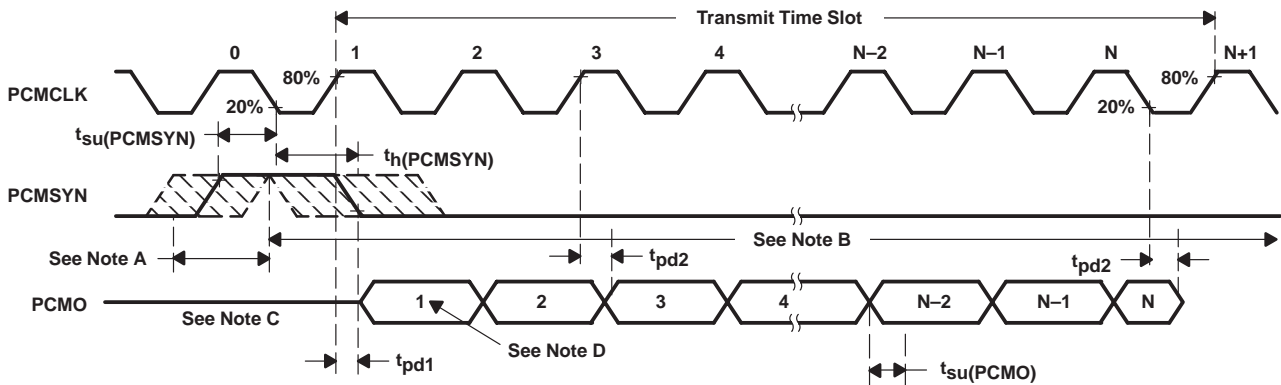 Transmit Time Slot
0 1 2 3 4 N–2 N–1 N N+1
PCMCLK
80%
20%
80%
20%
tsu(PCMSYN)
th(PCMSYN)
PCMSYN
See Note A
See Note B
tpd2
tpd2
PCMO
1 2 3 4 N–2 N–1 N
See Note C
See Note D
tpd1
tsu(PCMO)